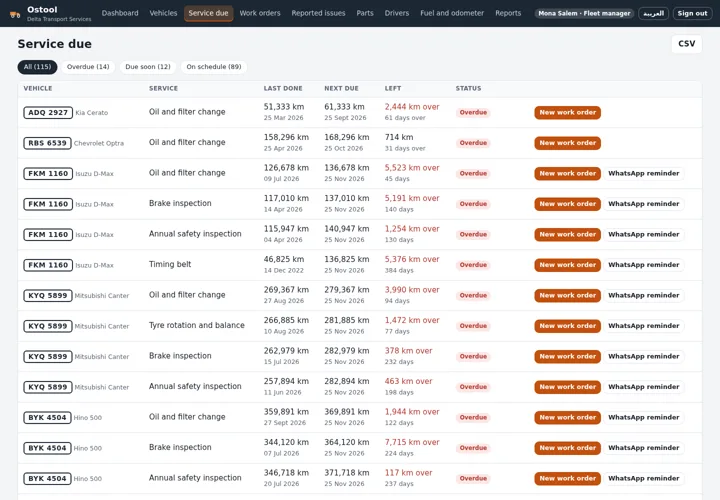 Ostool
Delta Transport Services
Dashboard Vehicles Service due Work orders Reported issues Parts Drivers Fuel and odometer Reports
Mona Salem · Fleet manager العربية Sign out
Service due
CSV
All (115) Overdue (14) Due soon (12) On schedule (89)
VEHICLE SERVICE LAST DONE NEXT DUE LEFT STATUS
ADQ 2927 Kia Cerato Oil and filter change 51,333 km 61,333 km 2,444 km over Overdue New work order
25 Mar 2026 25 Sept 2026 61 days over
RBS 6539 Chevrolet Optra Oil and filter change 158,296 km 168,296 km 714 km Overdue New work order
25 Apr 2026 25 Oct 2026 31 days over
FKM 1160 Isuzu D-Max Oil and filter change 126,678 km 136,678 km 5,523 km over Overdue New work order WhatsApp reminder
09 Jul 2026 25 Nov 2026 45 days
FKM 1160 Isuzu D-Max Brake inspection 117,010 km 137,010 km 5,191 km over Overdue New work order WhatsApp reminder
14 Apr 2026 25 Nov 2026 140 days
FKM 1160 Isuzu D-Max Annual safety inspection 115,947 km 140,947 km 1,254 km over Overdue New work order WhatsApp reminder
04 Apr 2026 25 Nov 2026 130 days
FKM 1160 Isuzu D-Max Timing belt 46,825 km 136,825 km 5,376 km over Overdue New work order WhatsApp reminder
14 Dec 2022 25 Nov 2026 384 days
KYQ 5899 Mitsubishi Canter Oil and filter change 269,367 km 279,367 km 3,990 km over Overdue New work order WhatsApp reminder
27 Aug 2026 25 Nov 2026 94 days
KYQ 5899 Mitsubishi Canter Tyre rotation and balance 266,885 km 281,885 km 1,472 km over Overdue New work order WhatsApp reminder
10 Aug 2026 25 Nov 2026 77 days
KYQ 5899 Mitsubishi Canter Brake inspection 262,979 km 282,979 km 378 km over Overdue New work order WhatsApp reminder
15 Jul 2026 25 Nov 2026 232 days
KYQ 5899 Mitsubishi Canter Annual safety inspection 257,894 km 282,894 km 463 km over Overdue New work order WhatsApp reminder
11 Jun 2026 25 Nov 2026 198 days
BYK 4504 Hino 500 Oil and filter change 359,891 km 369,891 km 1,944 km over Overdue New work order WhatsApp reminder
27 Sept 2026 25 Nov 2026 122 days
BYK 4504 Hino 500 Brake inspection 344,120 km 364,120 km 7,715 km over Overdue New work order WhatsApp reminder
07 Jul 2026 25 Nov 2026 224 days
BYK 4504 Hino 500 Annual safety inspection 346,718 km 371,718 km 117 km over Overdue New work order WhatsApp reminder
20 Jul 2026 25 Nov 2026 237 days